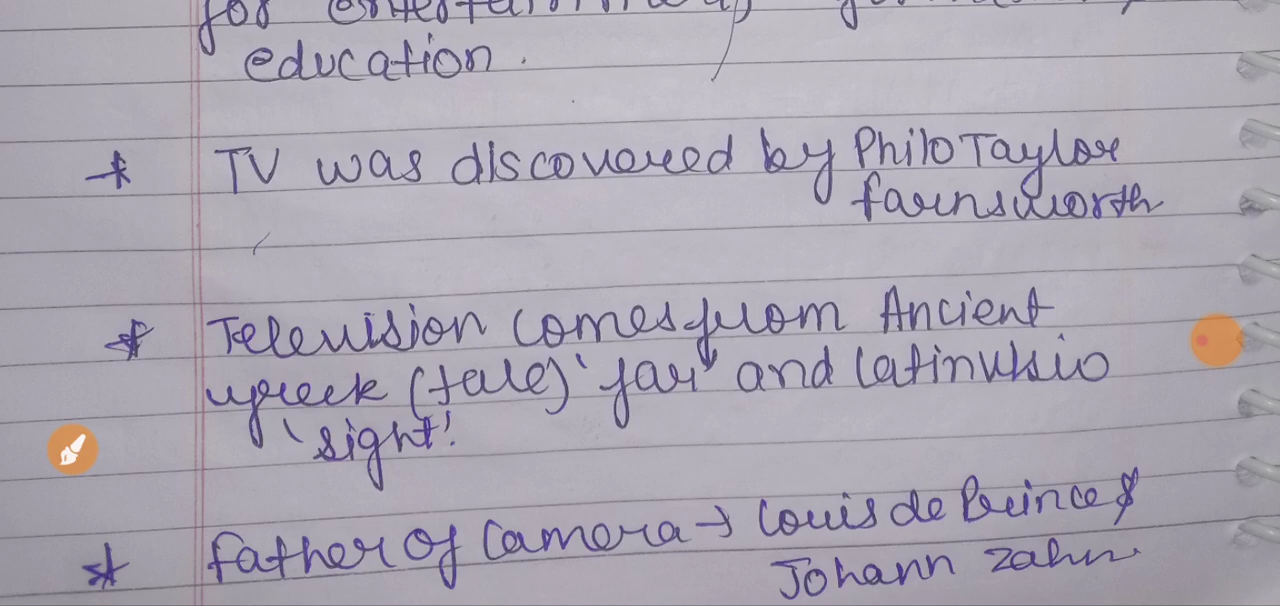 for
education.
* TV was discovered by Philo Taylor
farnsworth
* Television comes from Ancient
greek (tele) 'far' and latin visio
'sight'.
* father of Camera → Louis de Prince &
Johann Zahn.